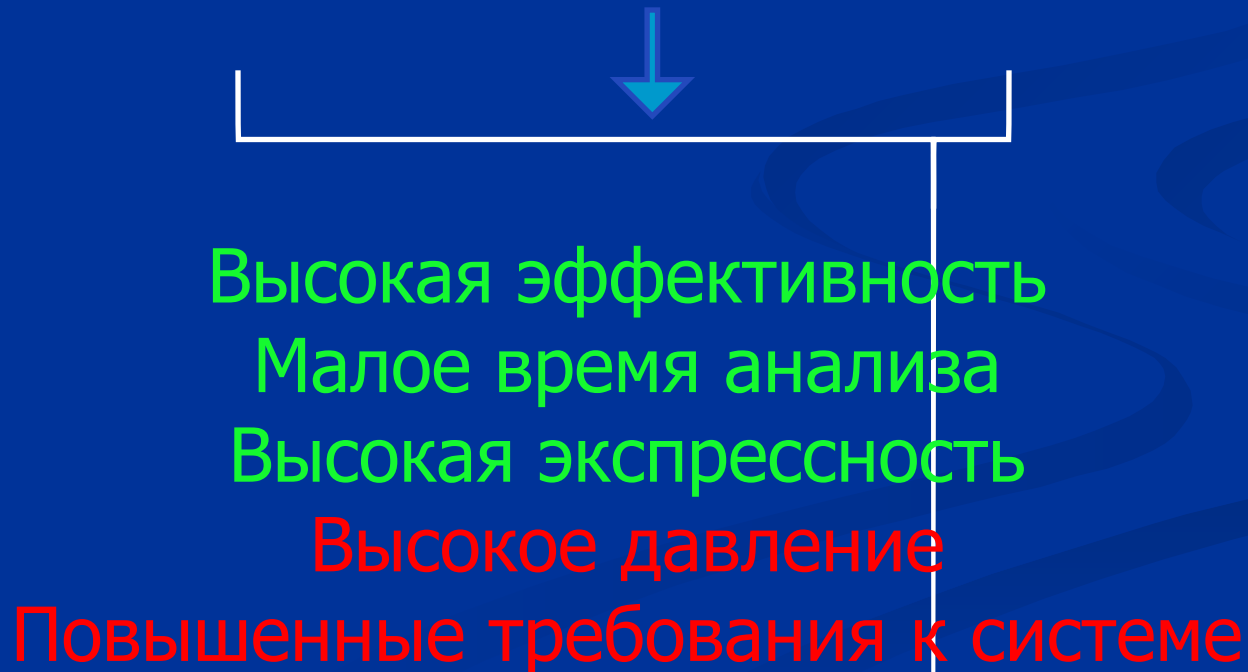 Высокая эффективность
Малое время анализа
Высокая экспрессность
Высокое давление
Повышенные требования к системе